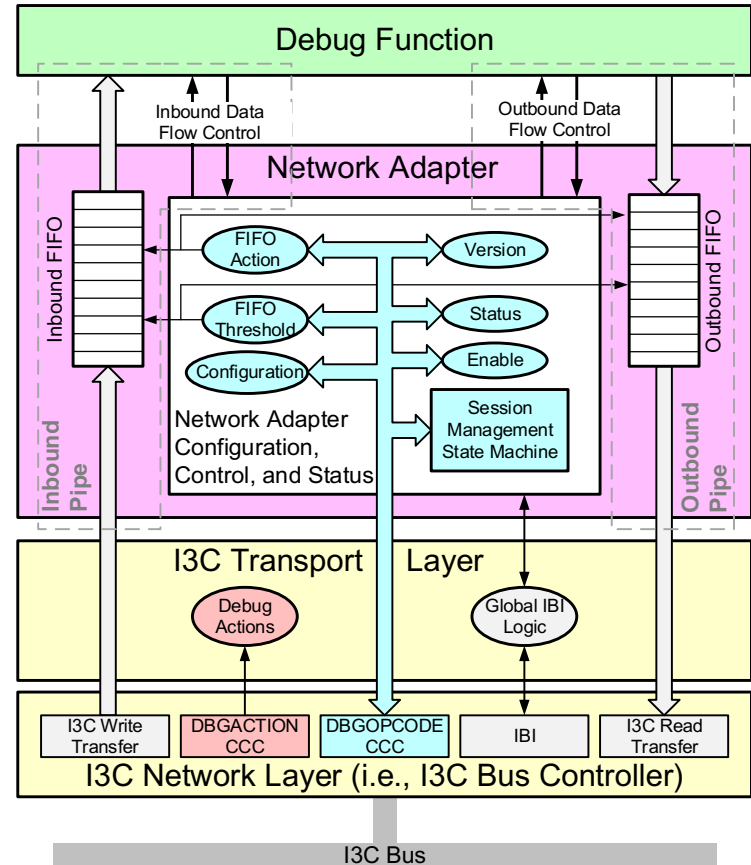 Debug Function
Inbound Data
Flow Control
Outbound Data
Flow Control
Network Adapter
Inbound FIFO
Outbound FIFO
FIFO
Action
Version
FIFO
Threshold
Status
Configuration
Enable
Network Adapter
Configuration,
Control, and Status
Session
Management
State Machine
Inbound
Pipe
Outbound
Pipe
I3C Transport Layer
Debug
Actions
Global IBI
Logic
I3C Write
Transfer
DBGACTION
CCC
DBGOPCODE
CCC
IBI
I3C Read
Transfer
I3C Network Layer (i.e., I3C Bus Controller)
I3C Bus